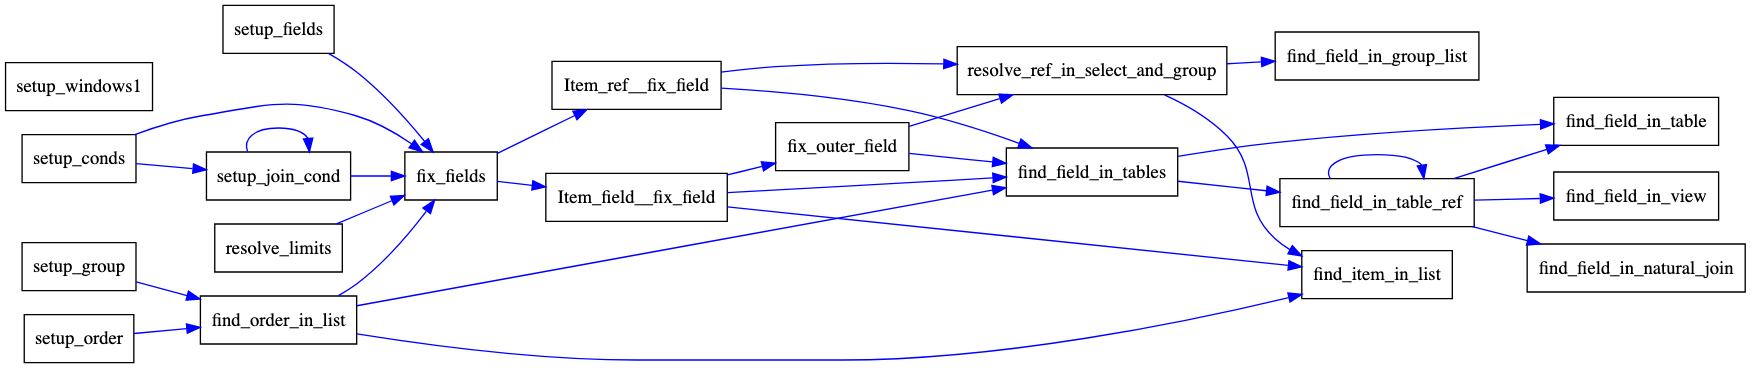 setup_fields
setup_windows1
setup_conds
setup_join_cond
fix_fields
resolve_limits
setup_group
setup_order
find_order_in_list
Item_ref__fix_field
Item_field__fix_field
fix_outer_field
resolve_ref_in_select_and_group
find_field_in_tables
find_field_in_group_list
find_field_in_table
find_field_in_table_ref
find_field_in_view
find_field_in_natural_join
find_item_in_list